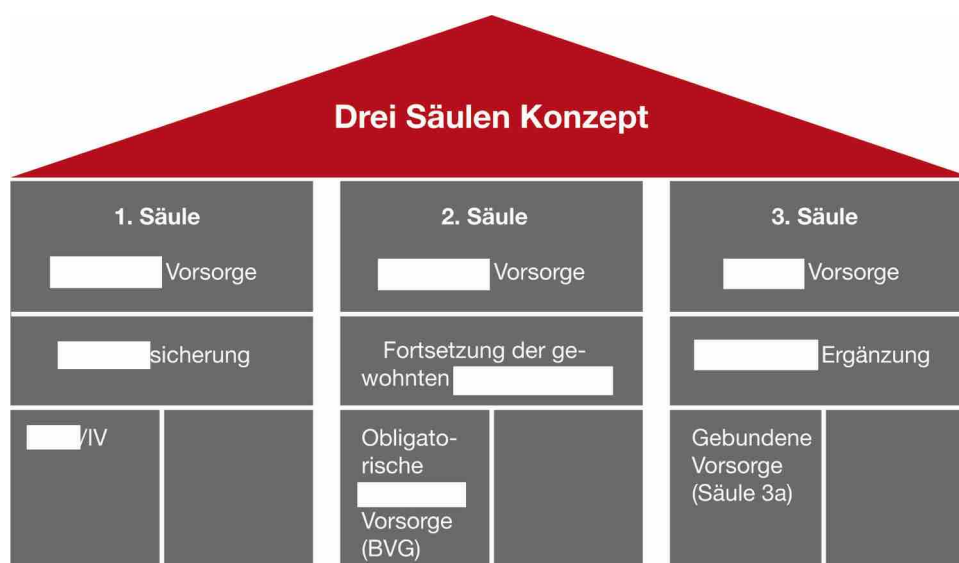 Drei Säulen Konzept
1. Säule
Vorsorge
sicherung
/IV
2. Säule
Vorsorge
Fortsetzung der ge-
wohnten
Obligato-
rische
Vorsorge
(BVG)
3. Säule
Vorsorge
Ergänzung
Gebundene
Vorsorge
(Säule 3a)